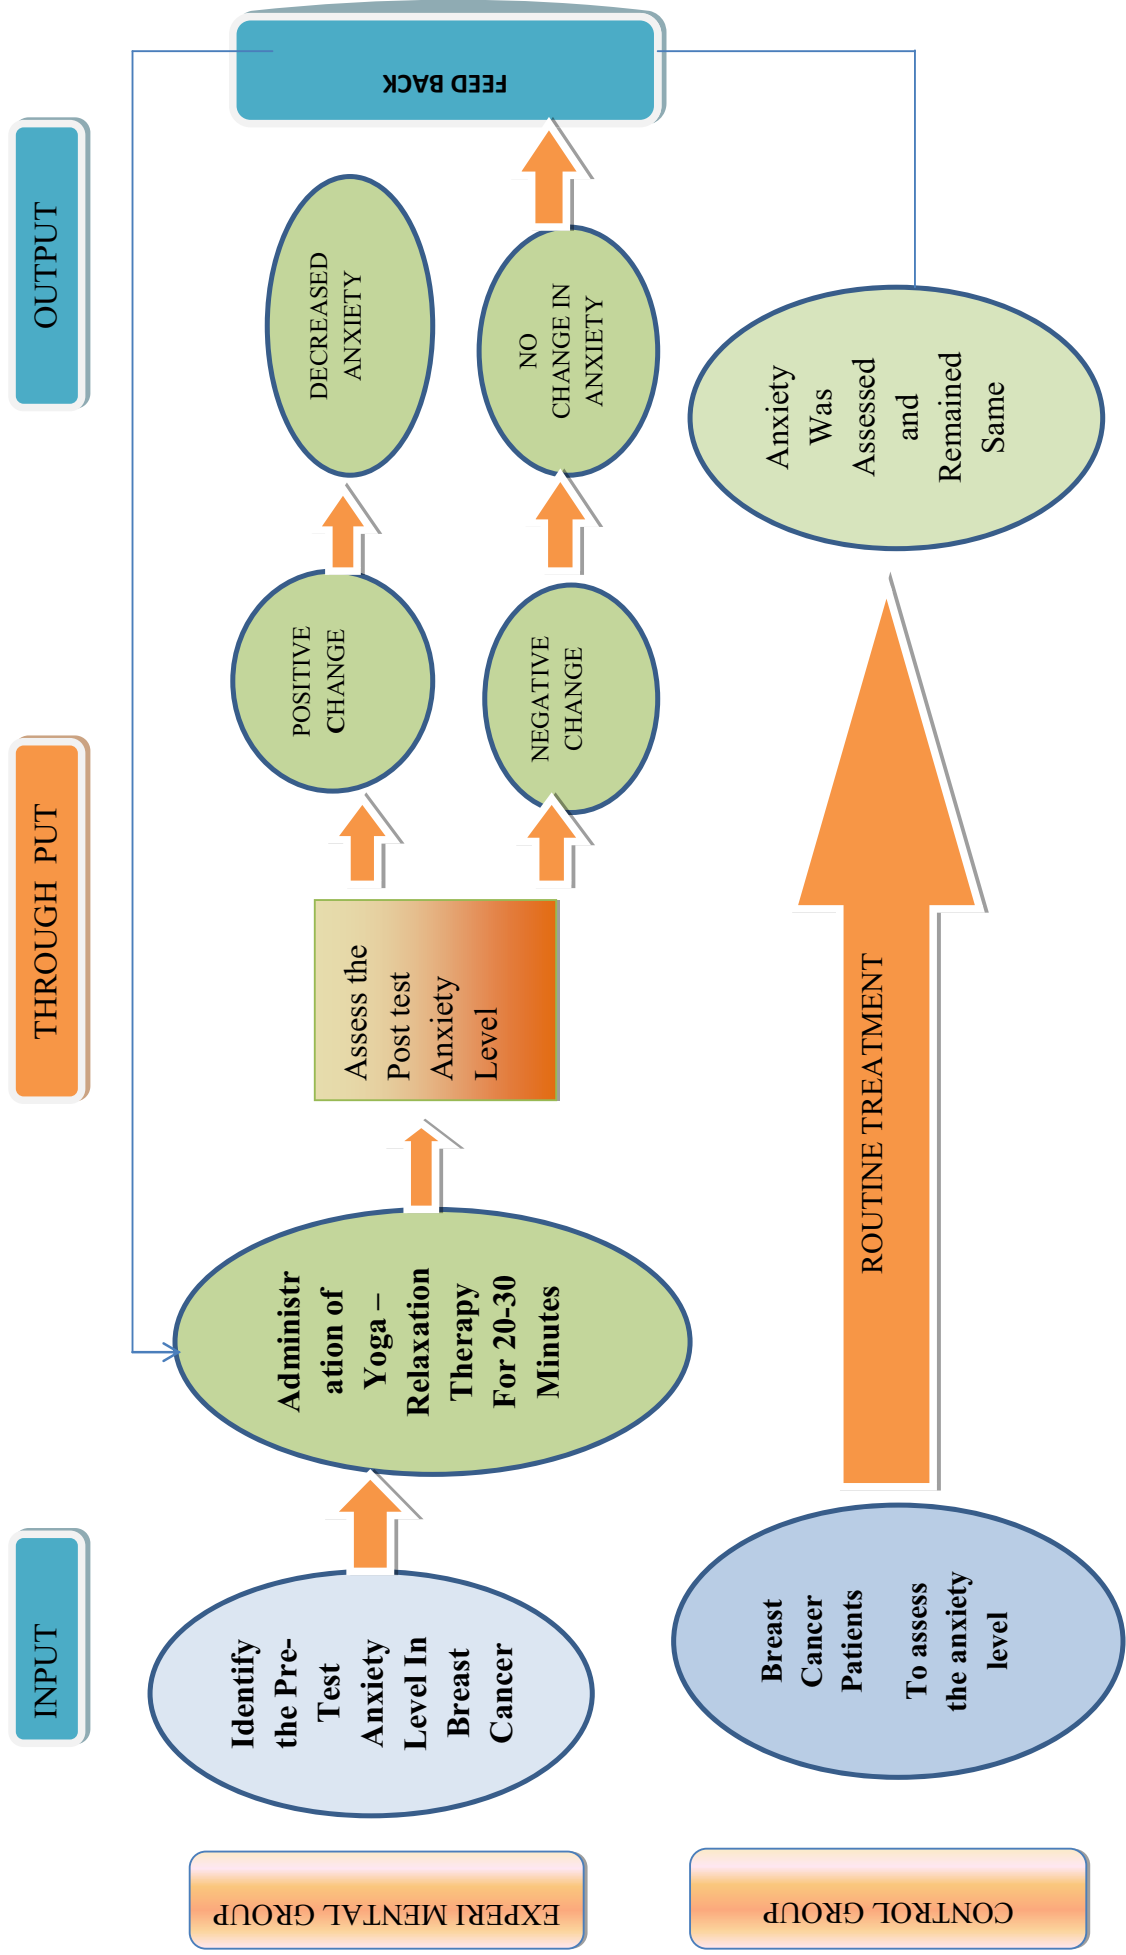 INPUT
THROUGH PUT
OUTPUT
EXPERI MENTAL GROUP
Identify
the Pre-
Test
Anxiety
Level In
Breast
Cancer
Administr
ation of
Yoga –
Relaxation
Therapy
For 20-30
Minutes
Assess the
Post test
Anxiety
Level
POSITIVE
CHANGE
DECREASED
ANXIETY
NEGATIVE
CHANGE
NO
CHANGE IN
ANXIETY
FEED BACK
CONTROL GROUP
Breast
Cancer
Patients
To assess
the anxiety
level
ROUTINE TREATMENT
Anxiety
Was
Assessed
and
Remained
Same